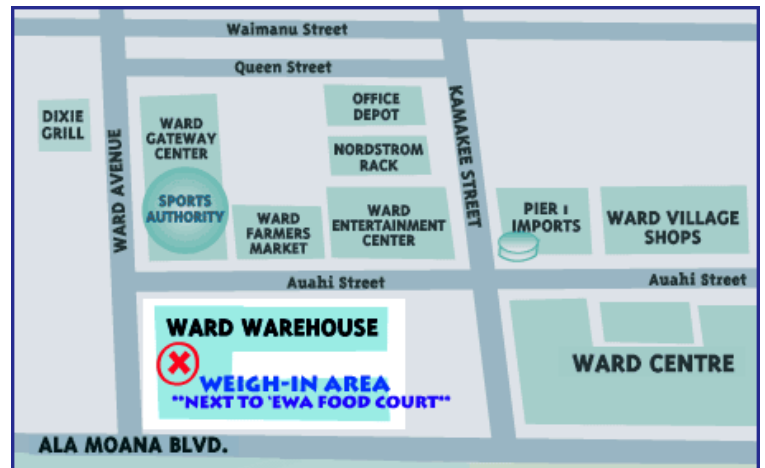 Waimanu Street
Queen Street
DIXIE
GRILL
WARD AVENUE
WARD
GATEWAY
CENTER
SPORTS
AUTHORITY
WARD
FARMERS
MARKET
OFFICE
DEPOT
NORDSTROM
RACK
WARD
ENTERTAINMENT
CENTER
KAMAKEE STREET
PIER 1
IMPORTS
WARD VILLAGE
SHOPS
Auahi Street
Auahi Street
WARD WAREHOUSE
WEIGH-IN AREA
"NEXT TO 'EWA FOOD COURT"
WARD CENTRE
ALA MOANA BLVD.